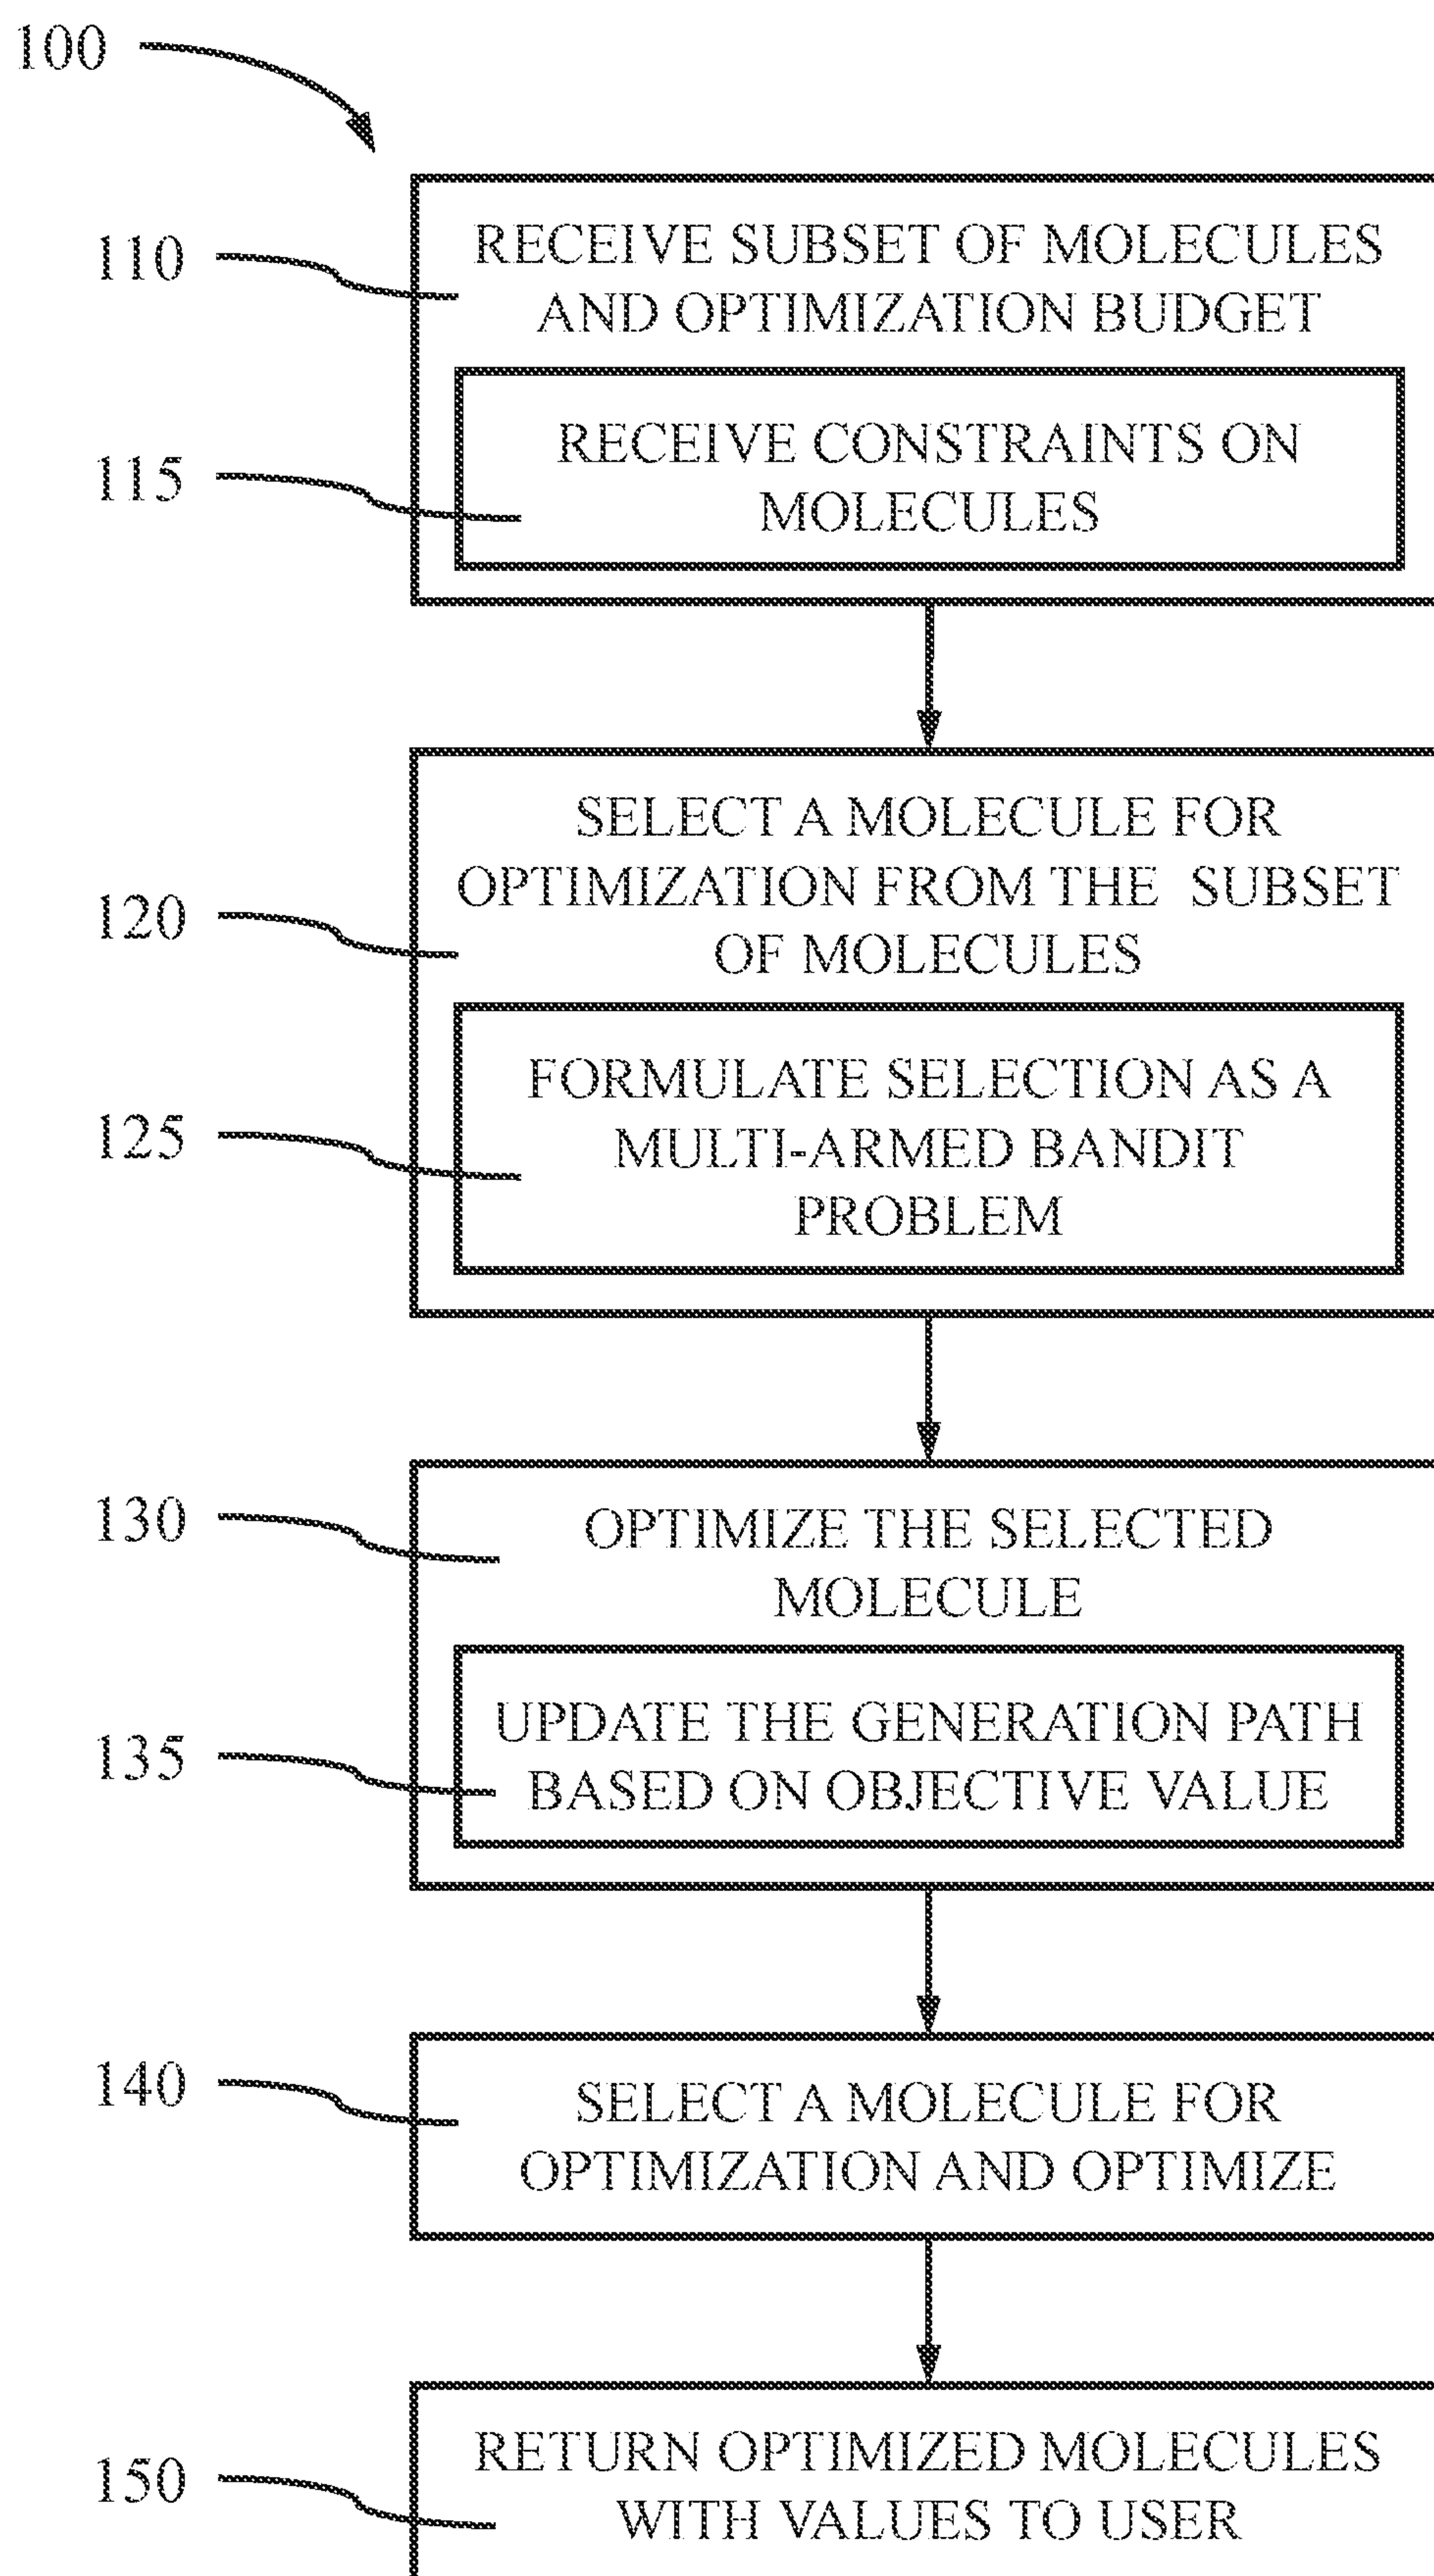 100
110
RECEIVE SUBSET OF MOLECULES
AND OPTIMIZATION BUDGET
115
RECEIVE CONSTRAINTS ON
MOLECULES
120
SELECT A MOLECULE FOR
OPTIMIZATION FROM THE SUBSET
OF MOLECULES
125
FORMULATE SELECTION AS A
MULTI-ARMED BANDIT
PROBLEM
130
OPTIMIZE THE SELECTED
MOLECULE
135
UPDATE THE GENERATION PATH
BASED ON OBJECTIVE VALUE
140
SELECT A MOLECULE FOR
OPTIMIZATION AND OPTIMIZE
150
RETURN OPTIMIZED MOLECULES
WITH VALUES TO USER